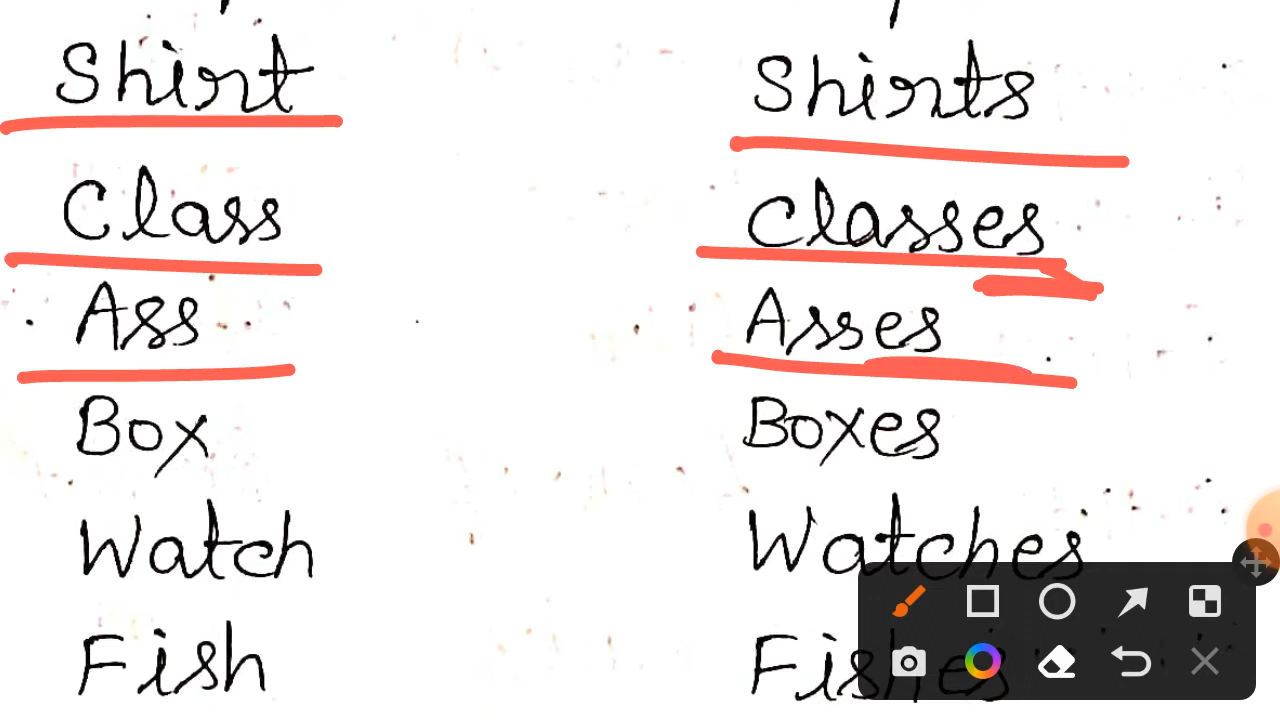 Shirt Shirts
Class Classes
Ass Asses
Box Boxes
Watch Watches
Fish Fishes